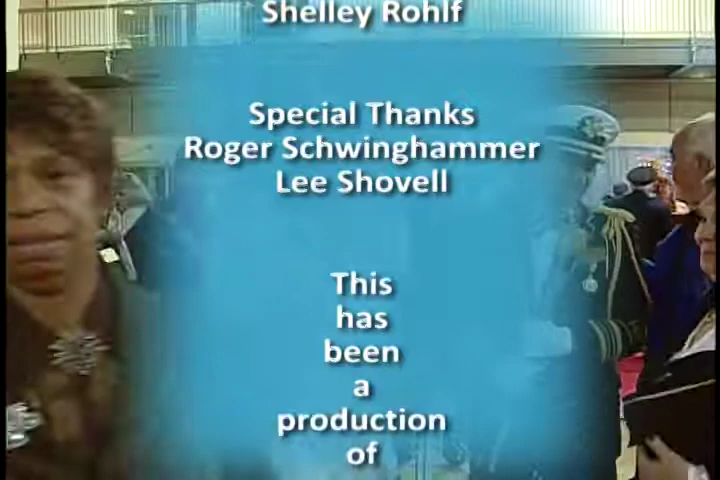 Shelley Rohlf
Special Thanks
Roger Schwinghammer
Lee Shovell
This
has
been
a
production
of